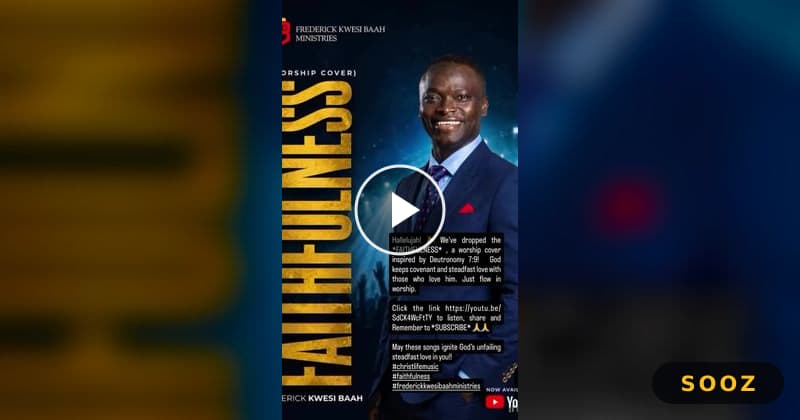 FREDERICK KWESI BAAH
MINISTRIES
ORSHIP COVER)
FAITHFULNESS
Hallelujah! We've dropped the
*FAITHFULNESS* , a worship cover
inspired by Deutronomy 7:9! God
keeps covenant and steadfast love with
those who love him. Just flow in
worship.
Click the link https://youtu.be/
SdCK4WcFtTY to listen, share and
Remember to *SUBSCRIBE* 🙏🙏
May these songs ignite God's unfailing
steadfast love in you!!
#christlifemusic
#faithfulness
#frederickkwesibaahministries
ERICK KWESI BAAH
NOW AVAIL
SOOZ